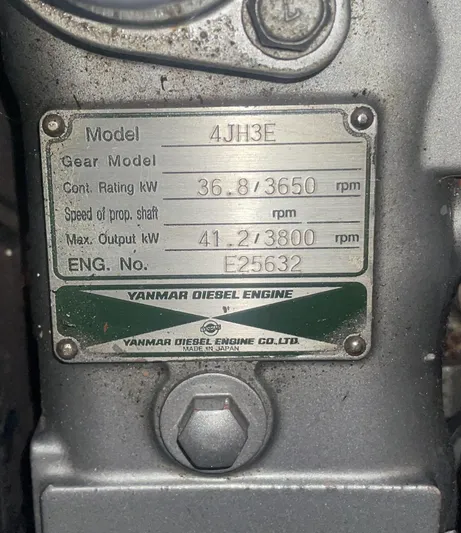 Model 4JH3E
Gear Model
Cont. Rating kW 36.8/3650 rpm
Speed of prop. shaft rpm
Max. Output kW 41.2/3800 rpm
ENG. No. E25632
YANMAR DIESEL ENGINE
YANMAR DIESEL ENGINE CO.,LTD.
MADE IN JAPAN